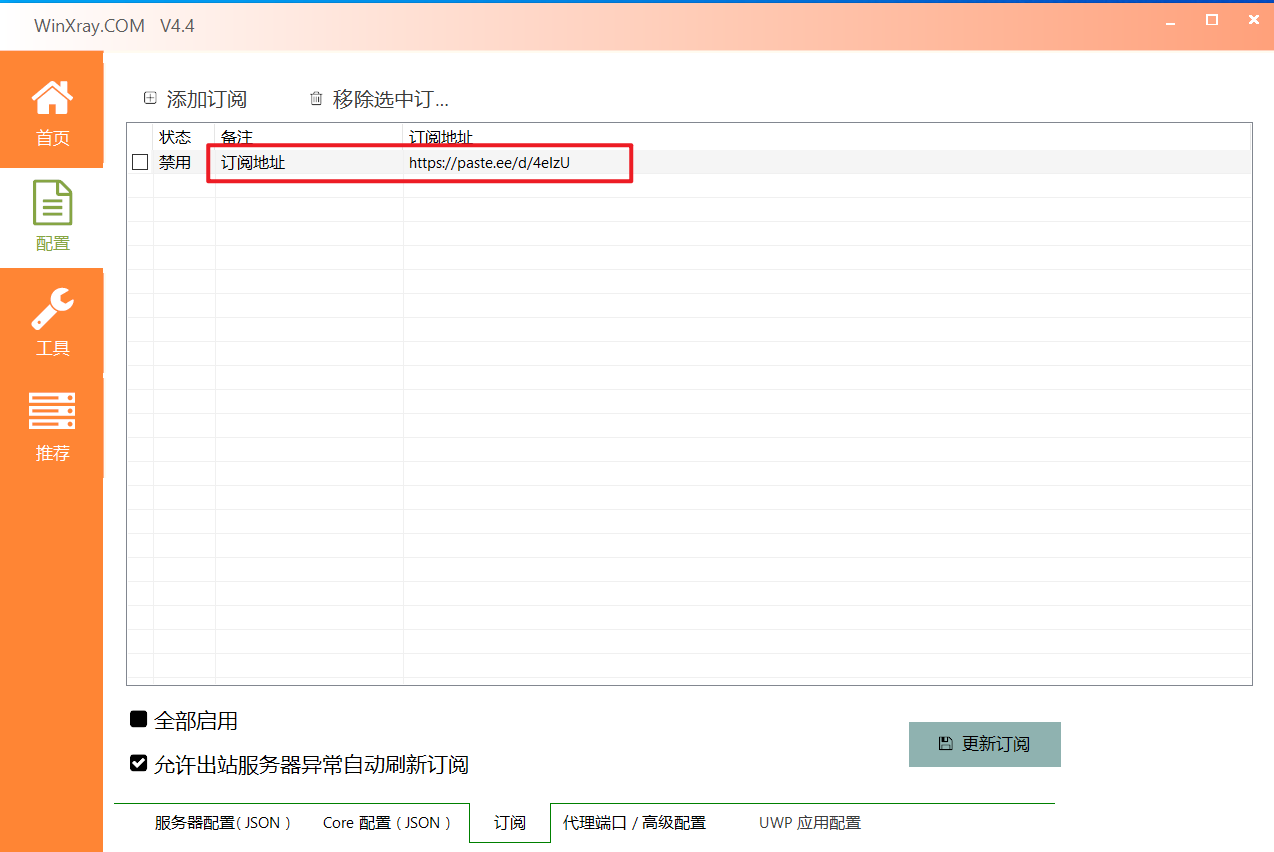 WinXray.COM V4.4
首页
配置
工具
推荐
添加订阅 移除选中订...
状态 备注 订阅地址
禁用 订阅地址 https://paste.ee/d/4eIzU
全部启用
允许出站服务器异常自动刷新订阅
更新订阅
服务器配置( JSON ) Core 配置 ( JSON ) 订阅 代理端口 / 高级配置 UWP 应用配置